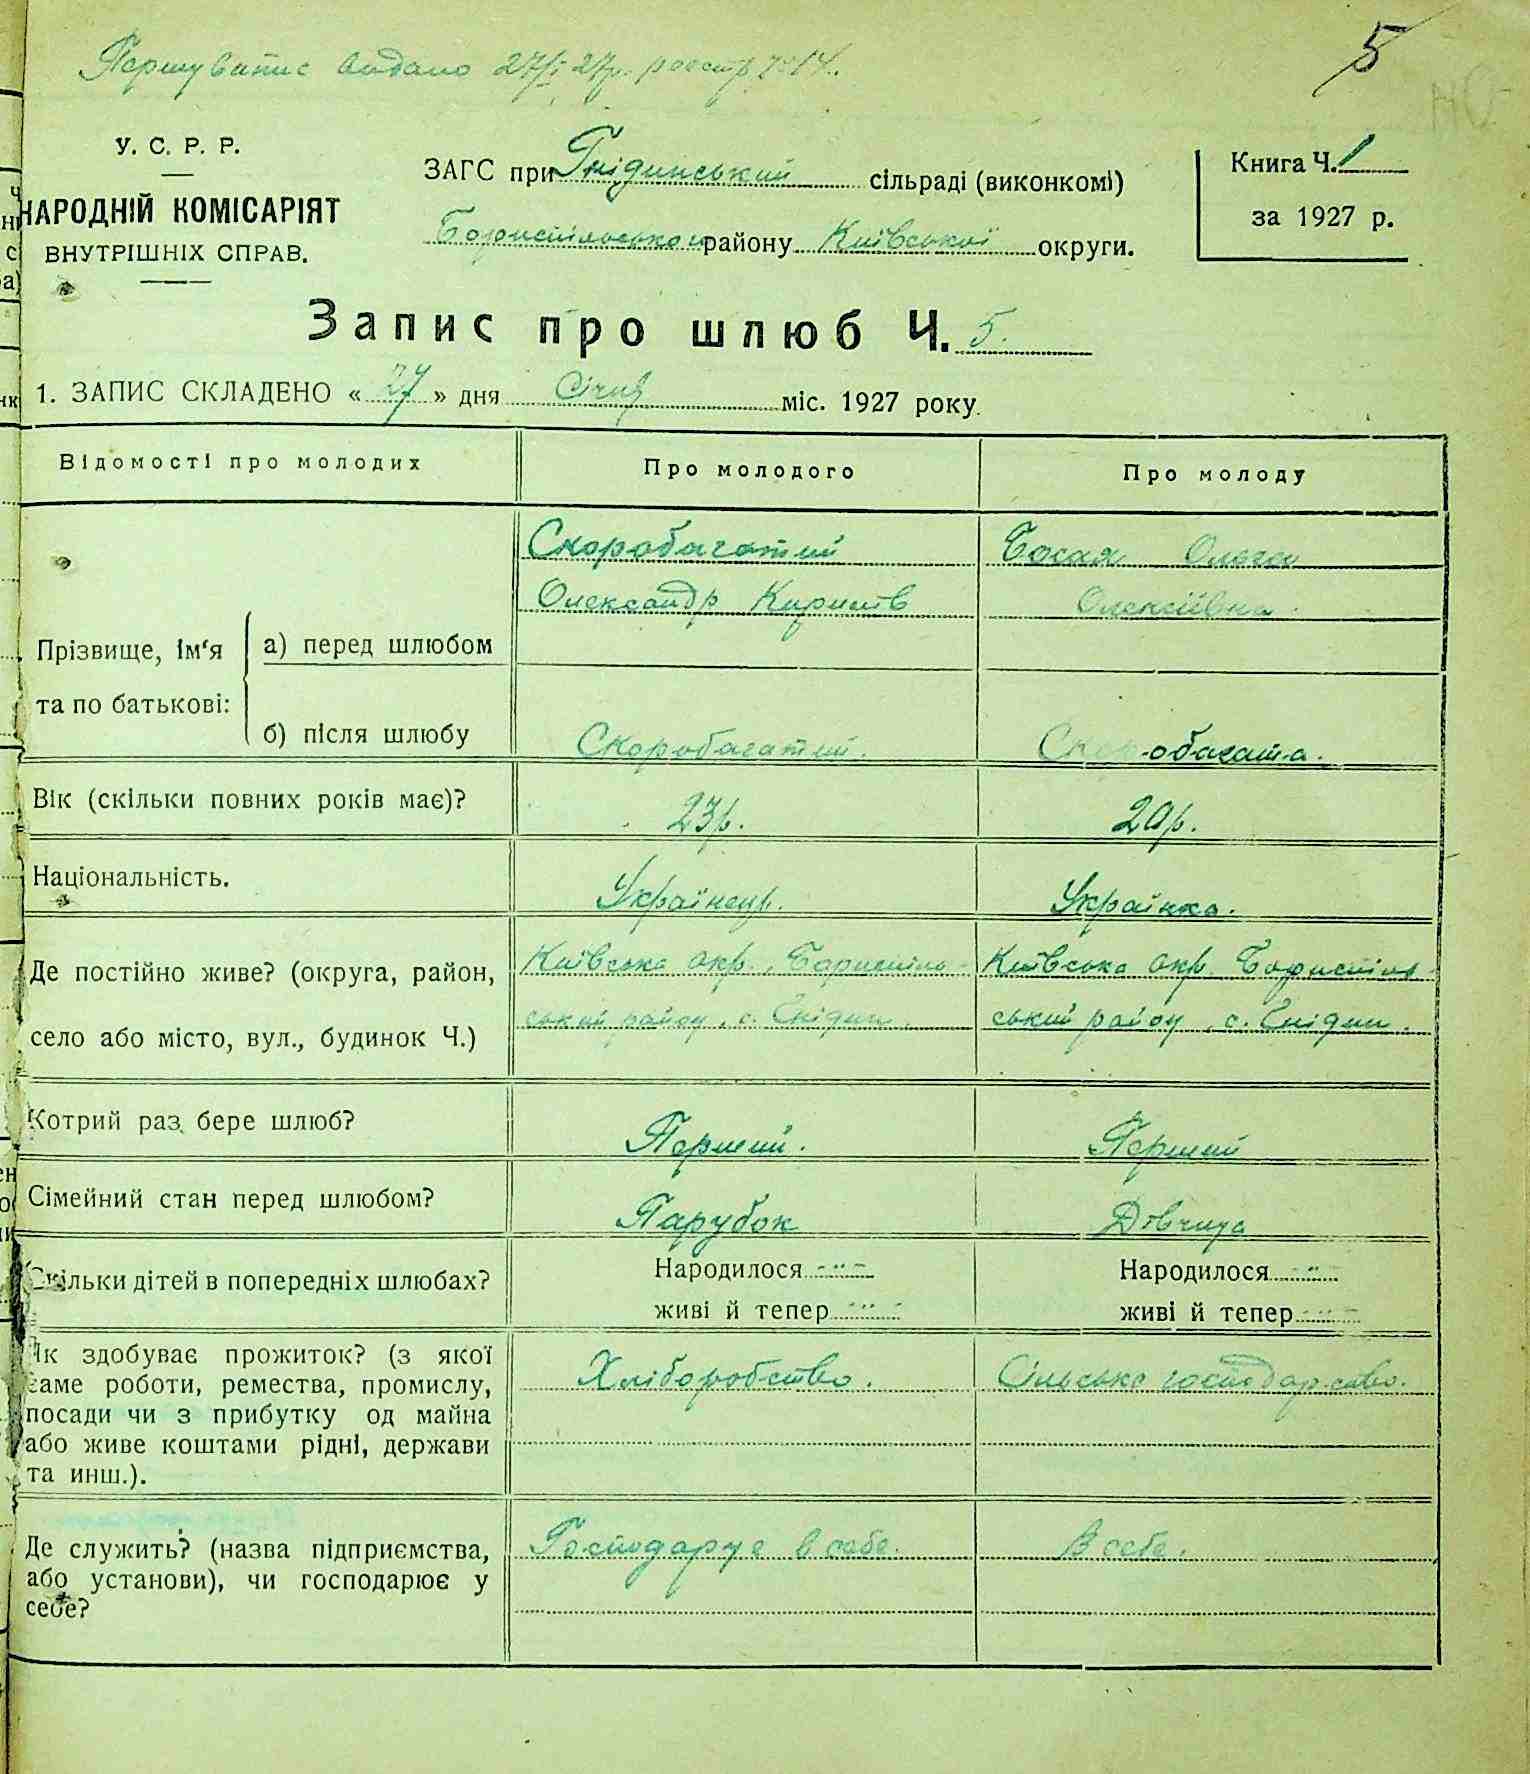 Першувипис видано 27/I 27р. реєстр № 14.
5
У. С. Р. Р.
НАРОДНІЙ КОМІСАРІЯТ
ВНУТРІШНІХ СПРАВ.
ЗАГС при Гнідинський сільраді (виконкомі)
Бориспільського району Київської округи.
Книга Ч. 1
за 1927 р.
Запис про шлюб Ч. 5.
1. ЗАПИС СКЛАДЕНО « 27 » дня Січня міс. 1927 року.
Відомості про молодих Про молодого Про молоду
Скоробагатий Босая Ольга
Олександр Кирилів Олексіївна.
Прізвище, ім'я та по батькові: а) перед шлюбом
б) після шлюбу Скоробагатий. Скоробагата.
Вік (скільки повних років має)? 23р. 20р.
Національність. Українець. Українка.
Де постійно живе? (округа, район, Київська окр. Бориспіль- Київська окр. Бориспіль-
село або місто, вул., будинок Ч.) ський район, с. Гнідин. ський район, с. Гнідин.
Котрий раз бере шлюб? Перший. Перший
Сімейний стан перед шлюбом? Парубок Дівчина
Скільки дітей в попередніх шлюбах? Народилося Народилося
живі й тепер живі й тепер
Як здобуває прожиток? (з якої
саме роботи, ремества, промислу, Хліборобство. Сільське господарство.
посади чи з прибутку од майна
або живе коштами рідні, держави
та инш.).
Де служить? (назва підприємства, Господарує в себе. В себе.
або установи), чи господарює у
себе?